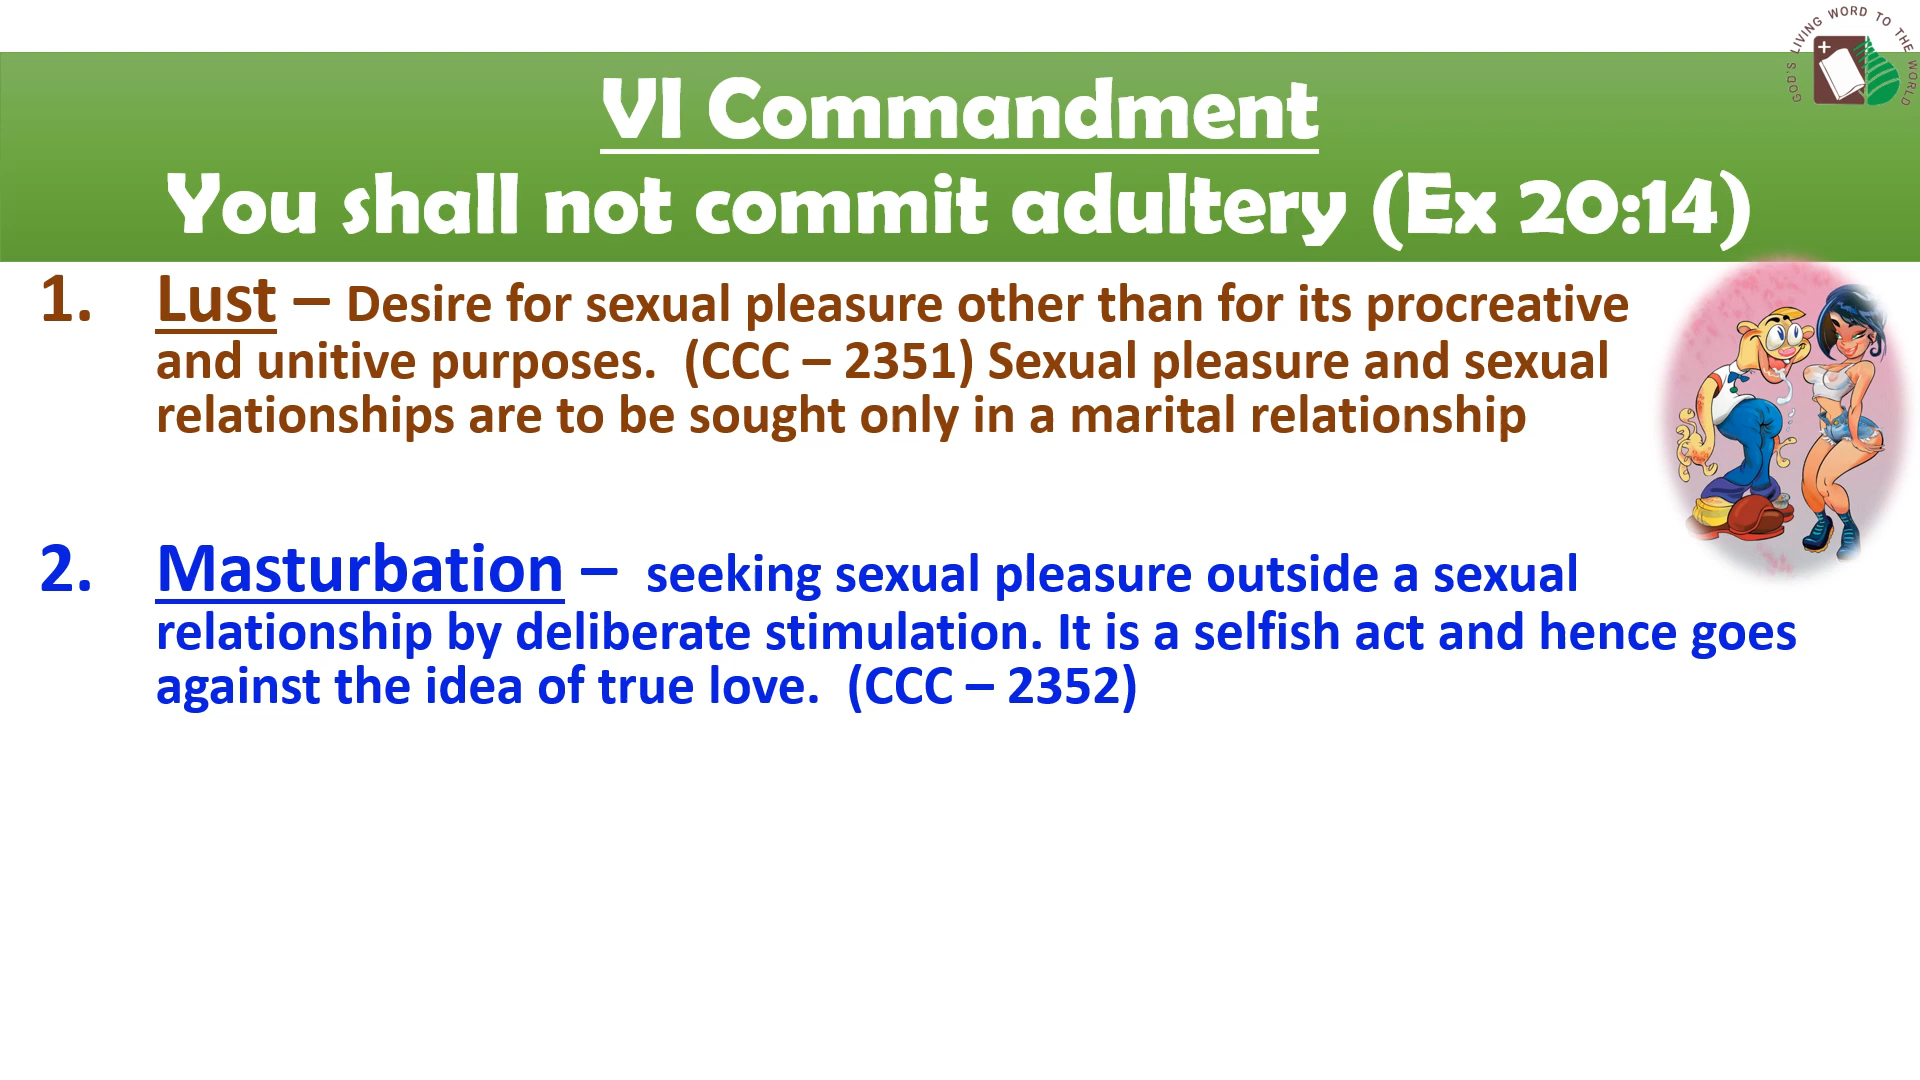 GOD'S LIVING WORD TO THE WORLD
VI Commandment
You shall not commit adultery (Ex 20:14)
1. Lust – Desire for sexual pleasure other than for its procreative
and unitive purposes. (CCC – 2351) Sexual pleasure and sexual
relationships are to be sought only in a marital relationship
2. Masturbation – seeking sexual pleasure outside a sexual
relationship by deliberate stimulation. It is a selfish act and hence goes
against the idea of true love. (CCC – 2352)